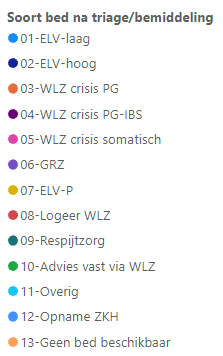 Soort bed na triage/bemiddeling
01-ELV-laag
02-ELV-hoog
03-WLZ crisis PG
04-WLZ crisis PG-IBS
05-WLZ crisis somatisch
06-GRZ
07-ELV-P
08-Logeer WLZ
09-Respijtzorg
10-Advies vast via WLZ
11-Overig
12-Opname ZKH
13-Geen bed beschikbaar